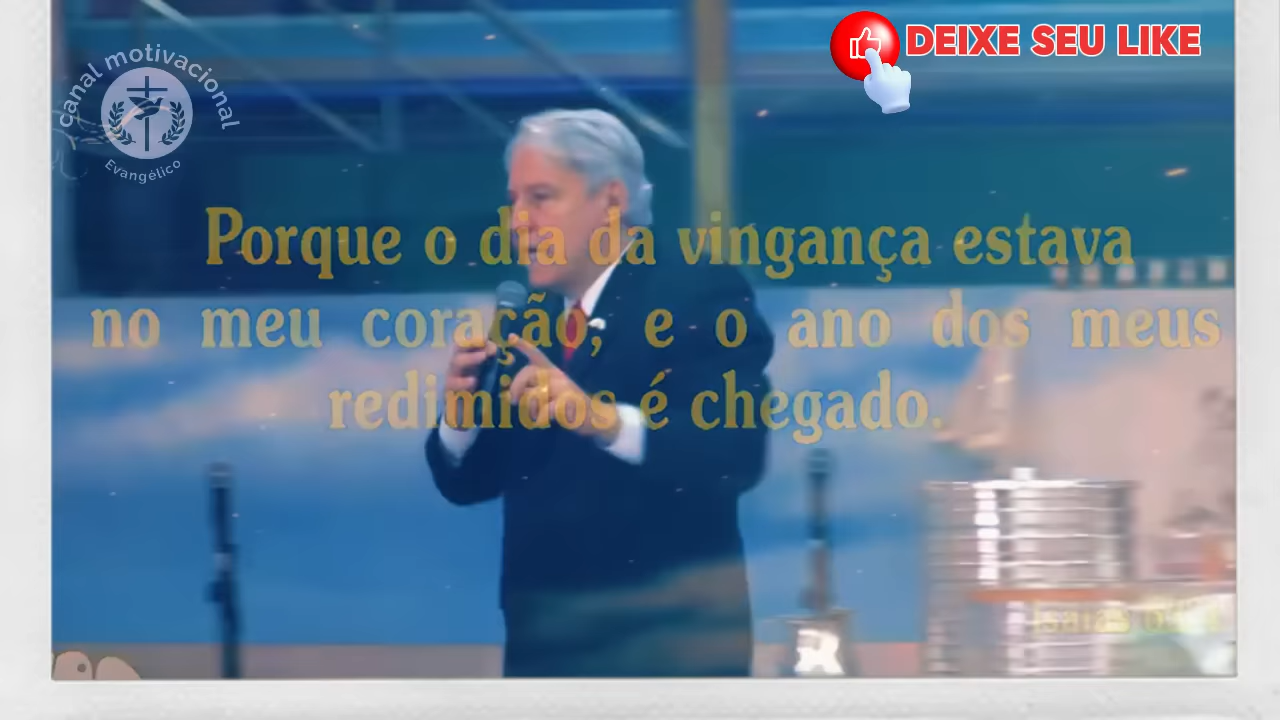 canal motivacional
Evangélico
DEIXE SEU LIKE
Porque o dia da vingança estava
no meu coração, e o ano dos meus
redimidos é chegado.
Isaías